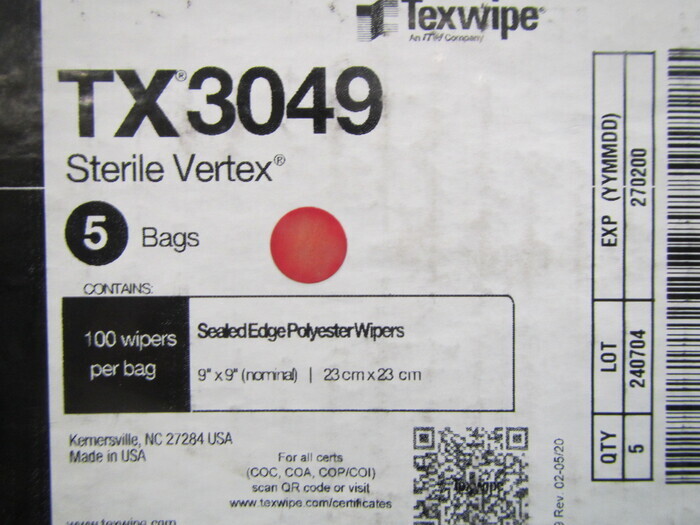 Texwipe®
An ITW Company
TX®3049
Sterile Vertex®
5 Bags
CONTAINS:
100 wipers
per bag
Sealed Edge Polyester Wipers
9" x 9" (nominal) | 23 cm x 23 cm
Kernersville, NC 27284 USA
Made in USA
For all certs
(COC, COA, COP/COI)
scan QR code or visit
www.texwipe.com/certificates
Texwipe
www.texwipe.com
Rev. 02-05/20
QTY LOT EXP (YYMMDD)
5 240704 270200